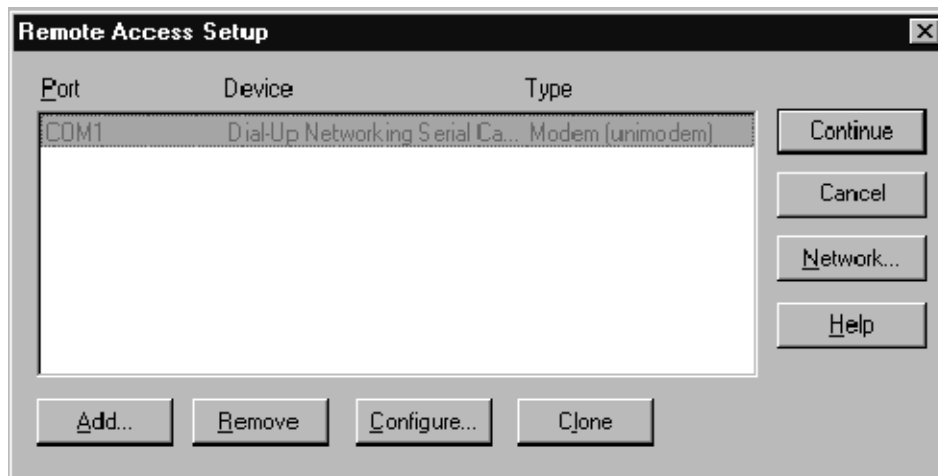 Remote Access Setup
Port Device Type
COM1 Dial-Up Networking Serial Ca... Modem (unimodem)
Continue
Cancel
Network...
Help
Add... Remove Configure... Clone